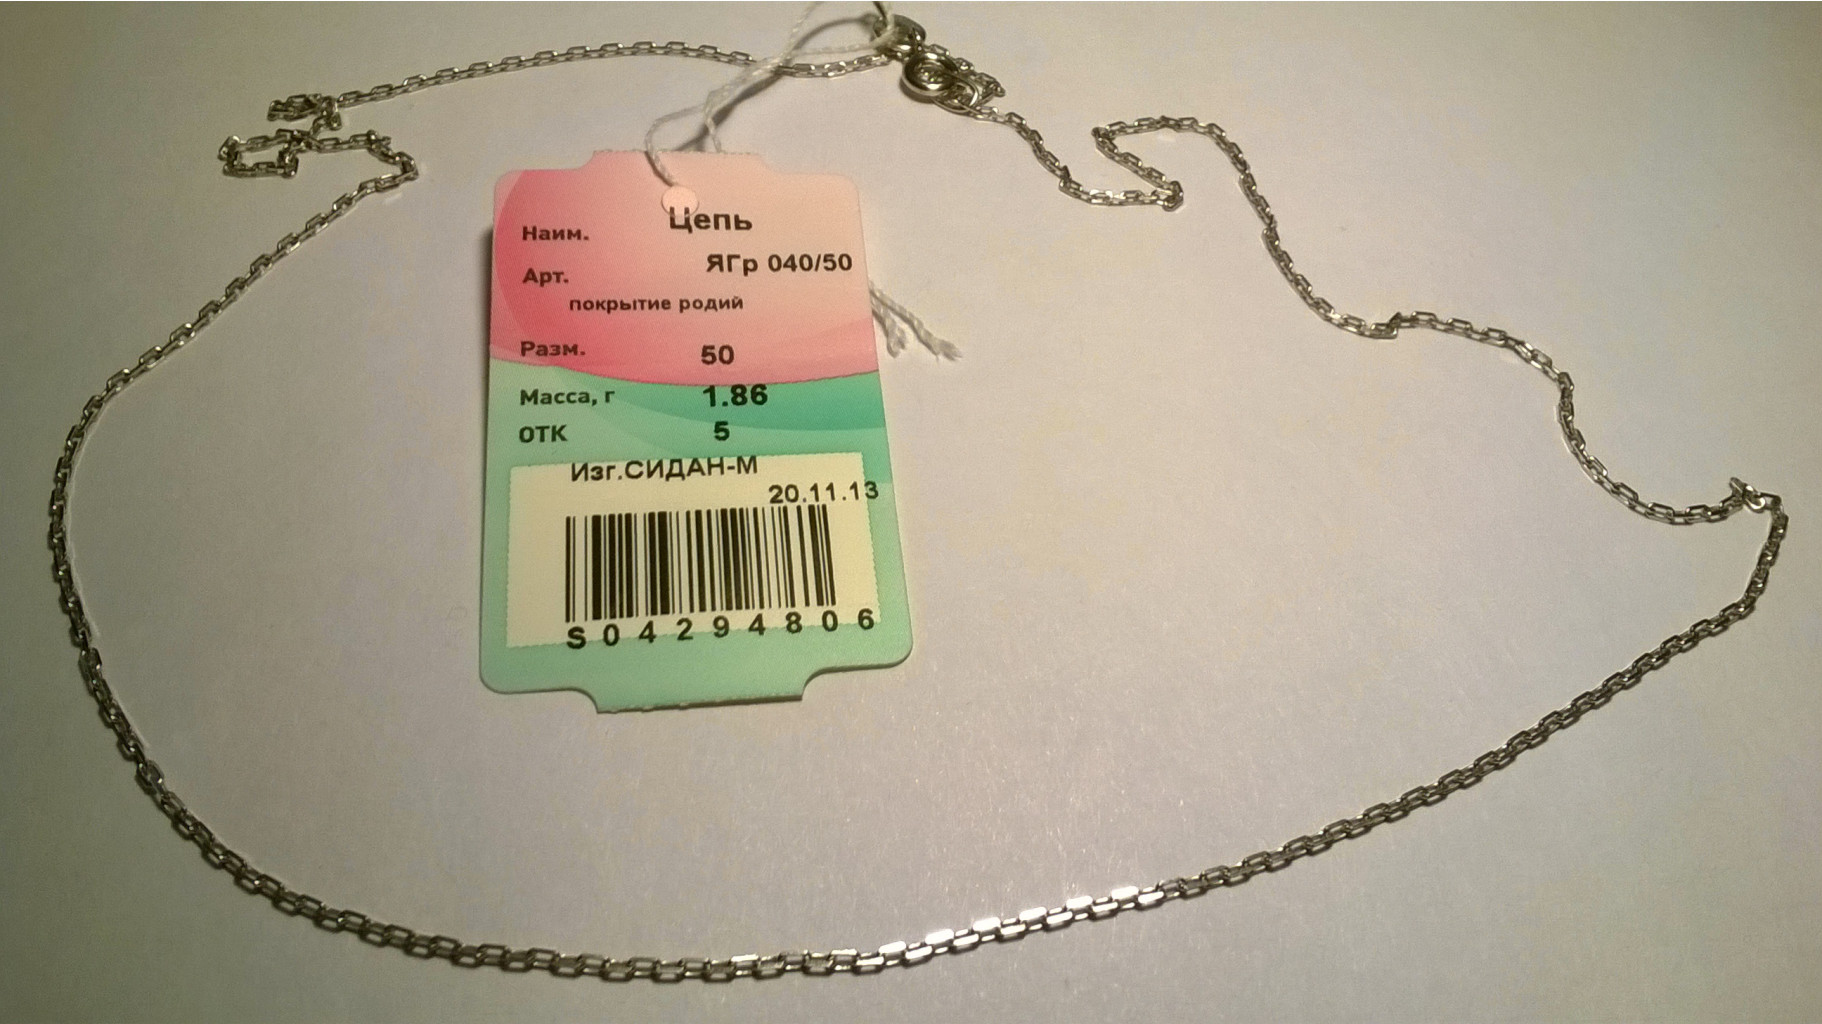 Наим. Цепь
Арт. ЯГр 040/50
покрытие родий
Разм. 50
Масса, г 1.86
ОТК 5
Изг.СИДАН-М
20.11.13
S04294806